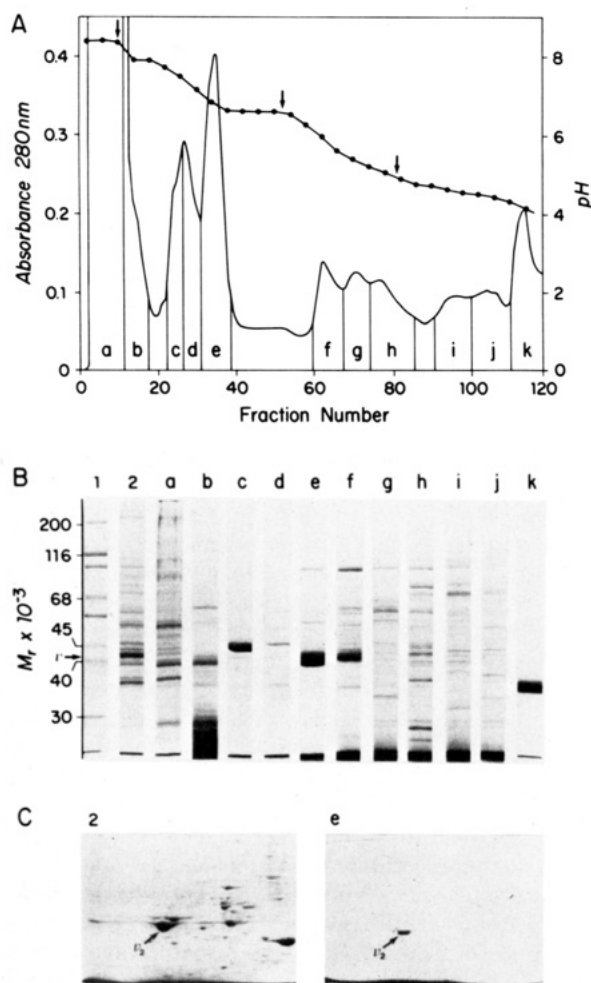 A
0.4
0.3
0.2
0.1
0
Absorbance 280nm
8
6
4
2
0
pH
a b c d e f g h i j k
0 20 40 60 80 100 120
Fraction Number
B
1 2 a b c d e f g h i j k
200
116
68
45
v
40
30
Mr x 10-3
C
2
e
v2
v2